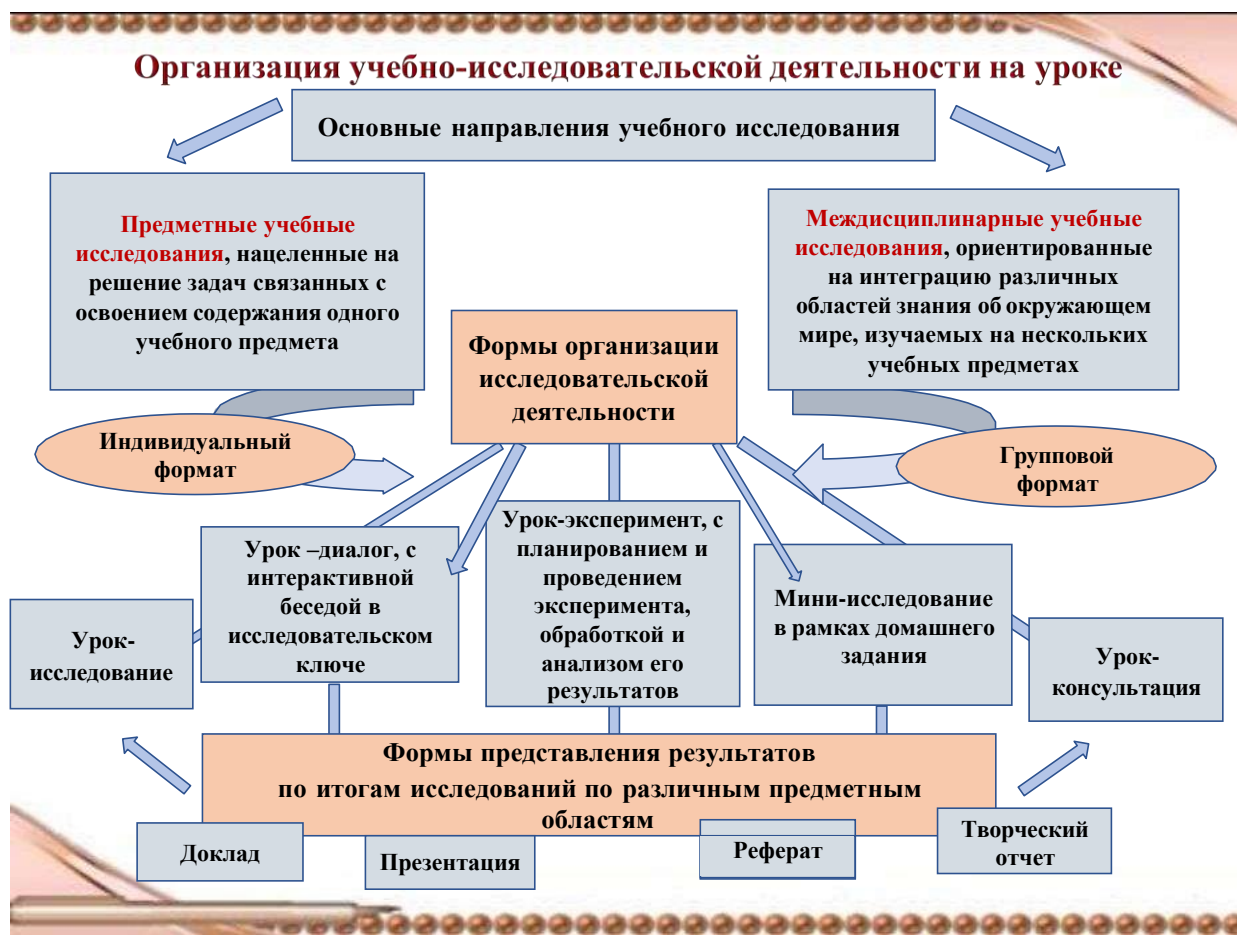 Организация учебно-исследовательской деятельности на уроке
Основные направления учебного исследования
Предметные учебные
исследования, нацеленные на
решение задач связанных с
освоением содержания одного
учебного предмета
Междисциплинарные учебные
исследования, ориентированные
на интеграцию различных
областей знания об окружающем
мире, изучаемых на нескольких
учебных предметах
Формы организации
исследовательской
деятельности
Индивидуальный
формат
Групповой
формат
Урок-
исследование
Урок –диалог, с
интерактивной
беседой в
исследовательском
ключе
Урок-эксперимент, с
планированием и
проведением
эксперимента,
обработкой и
анализом его
результатов
Мини-исследование
в рамках домашнего
задания
Урок-
консультация
Формы представления результатов
по итогам исследований по различным предметным
областям
Доклад
Презентация
Реферат
Творческий
отчет